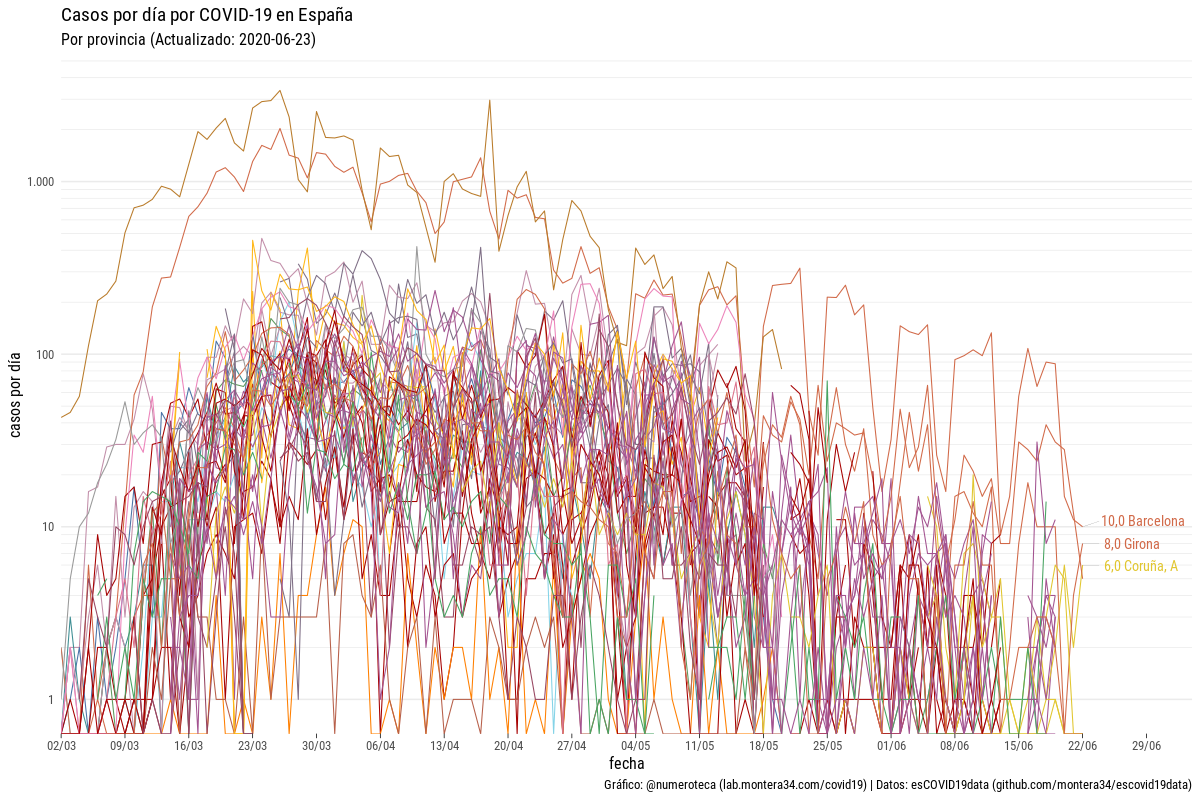 Casos por día por COVID-19 en España
Por provincia (Actualizado: 2020-06-23)
casos por día
1.000
100
10
1
10,0 Barcelona
8,0 Girona
6,0 Coruña, A
02/03 09/03 16/03 23/03 30/03 06/04 13/04 20/04 27/04 04/05 11/05 18/05 25/05 01/06 08/06 15/06 22/06 29/06
fecha
Gráfico: @numeroteca (lab.montera34.com/covid19) | Datos: esCOVID19data (github.com/montera34/escovid19data)